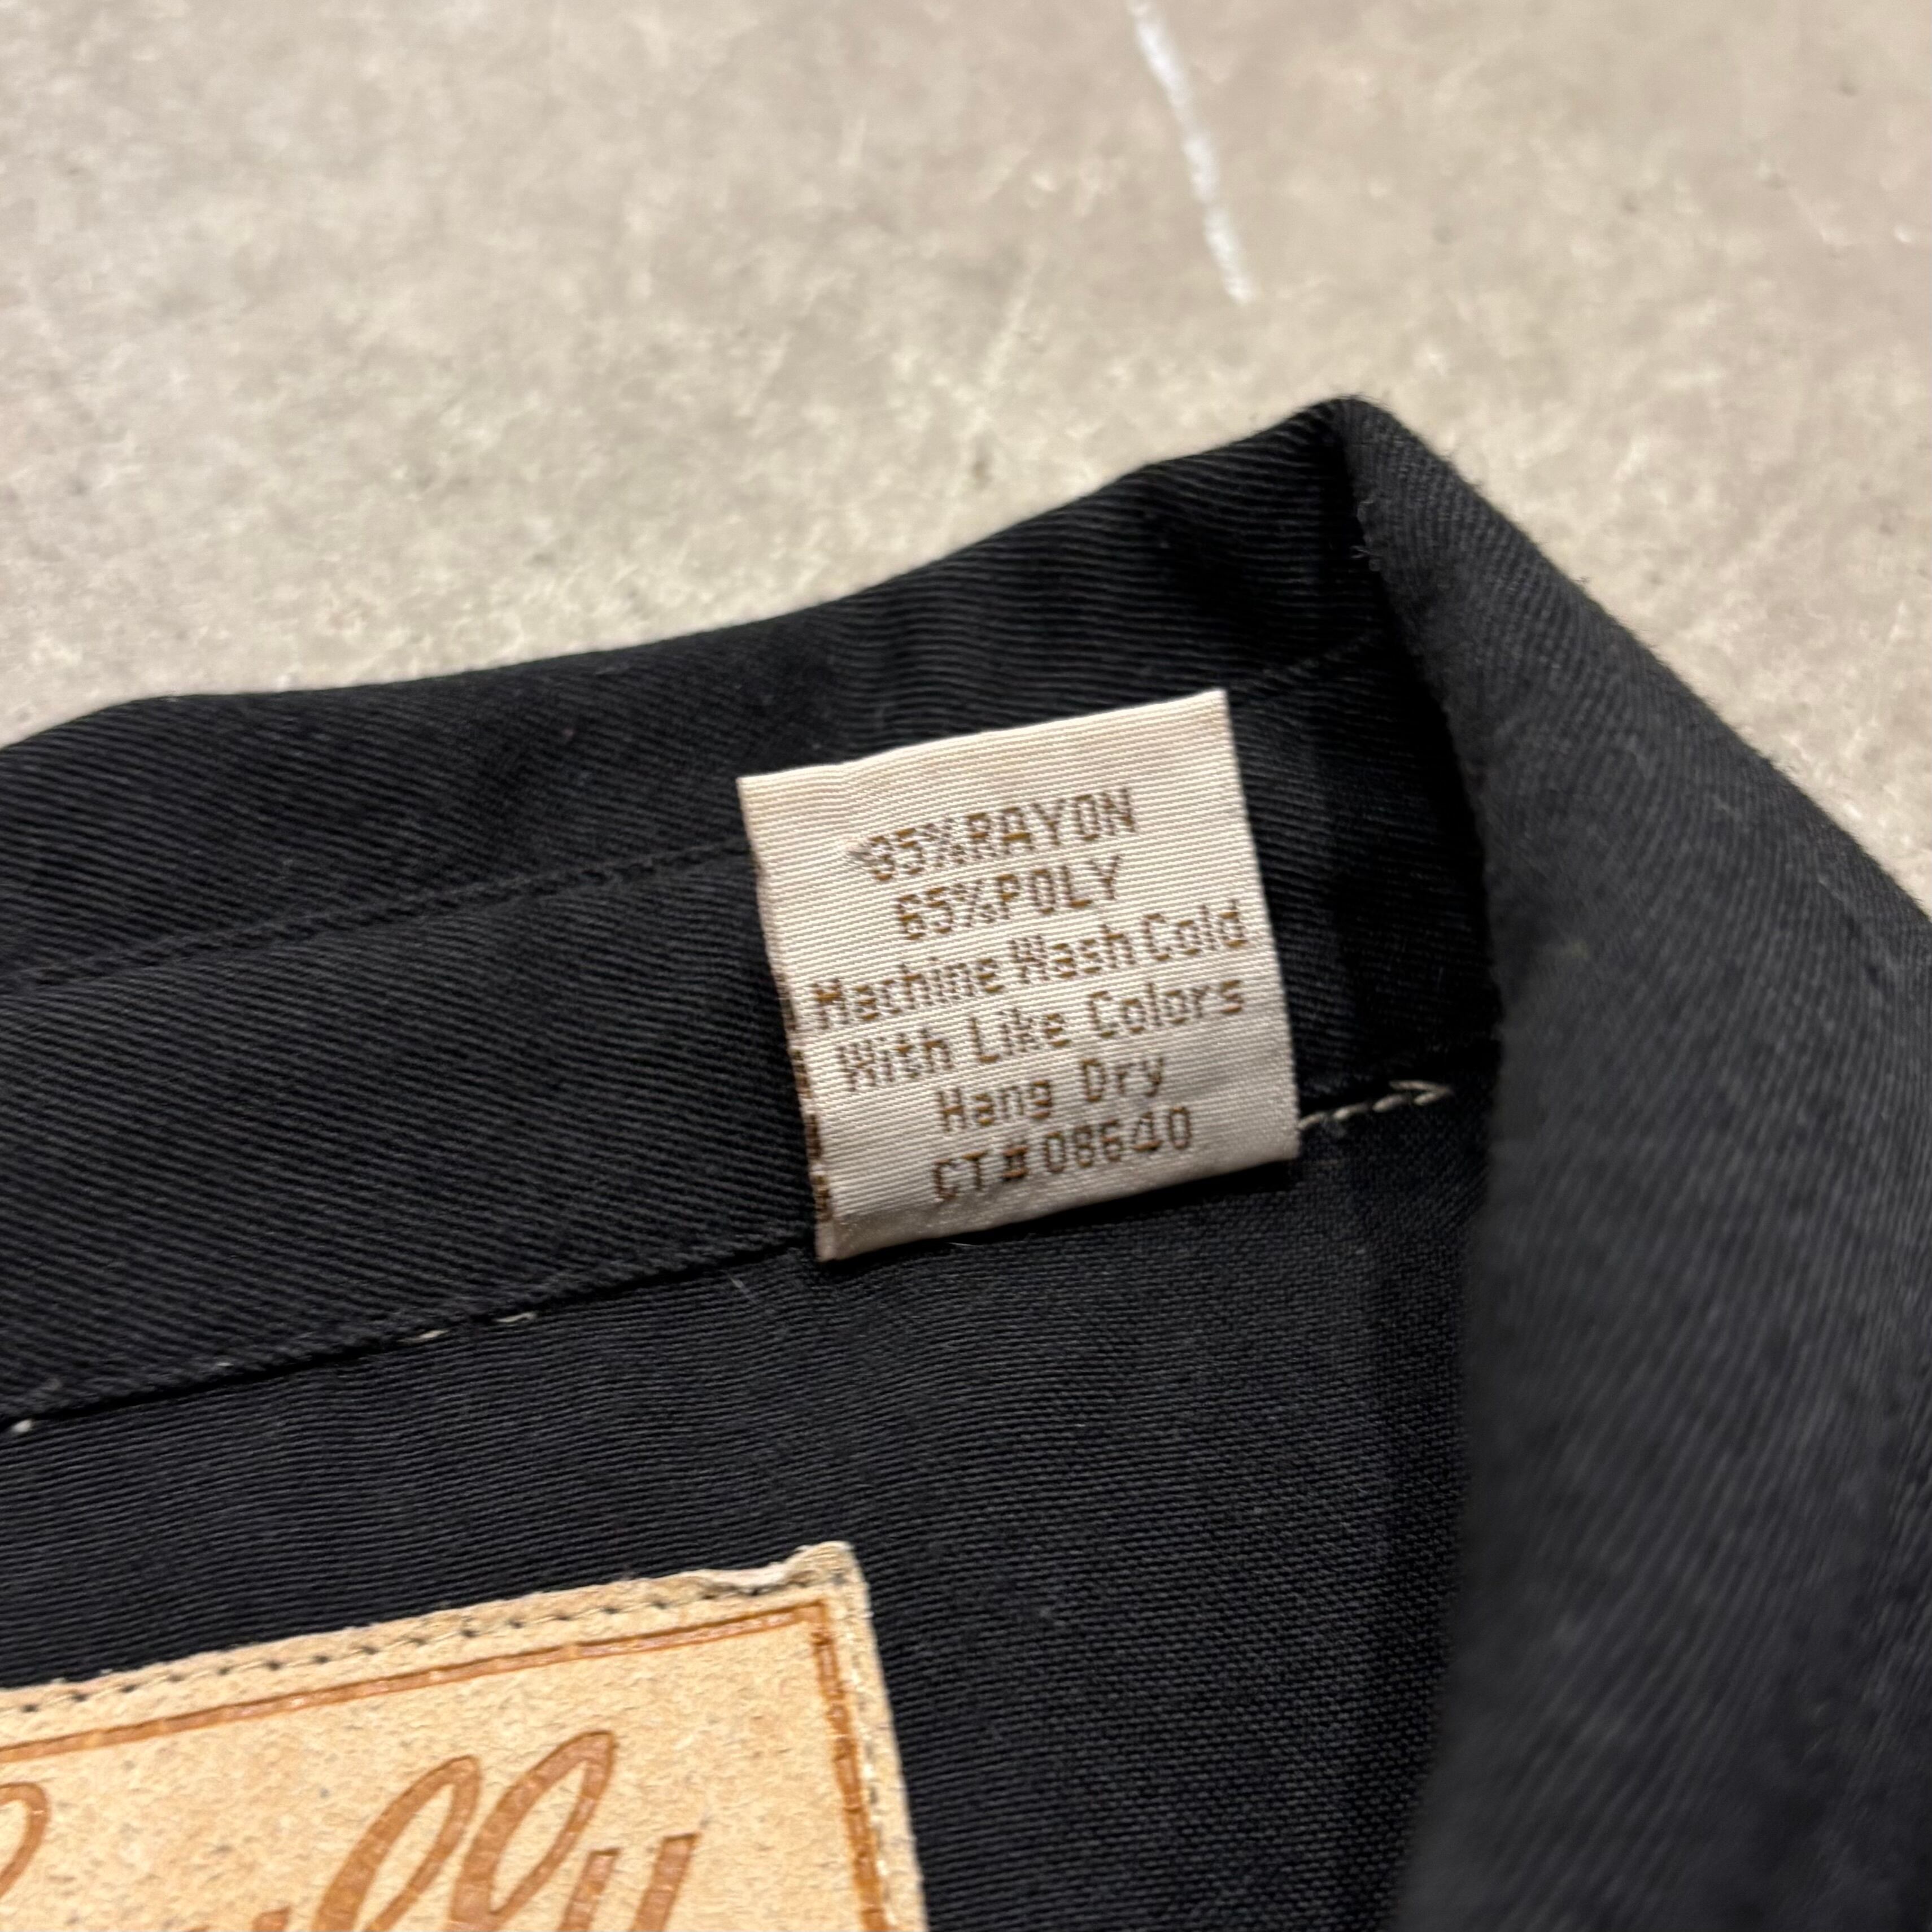 35%RAYON
65%POLY
Machine Wash Cold
With Like Colors
Hang Dry
CT#08640